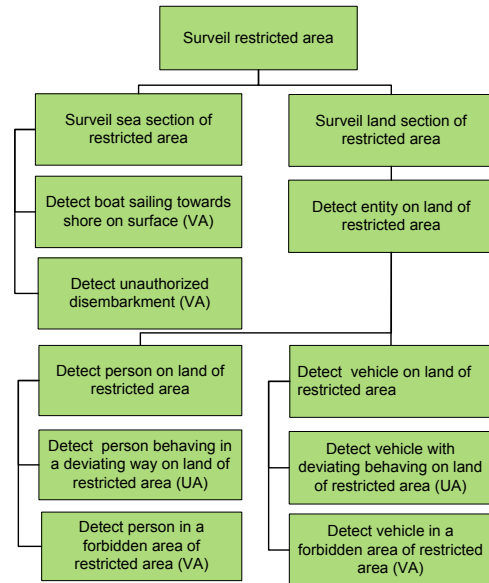 Surveil restricted area
Surveil sea section of
restricted area
Surveil land section of
restricted area
Detect boat sailing towards
shore on surface (VA)
Detect entity on land of
restricted area
Detect unauthorized
disembarkment (VA)
Detect person on land of
restricted area
Detect vehicle on land of
restricted area
Detect person behaving in
a deviating way on land of
restricted area (UA)
Detect vehicle with
deviating behaving on land
of restricted area (UA)
Detect person in a
forbidden area of
restricted area (VA)
Detect vehicle in a
forbidden area of
restricted area (VA)